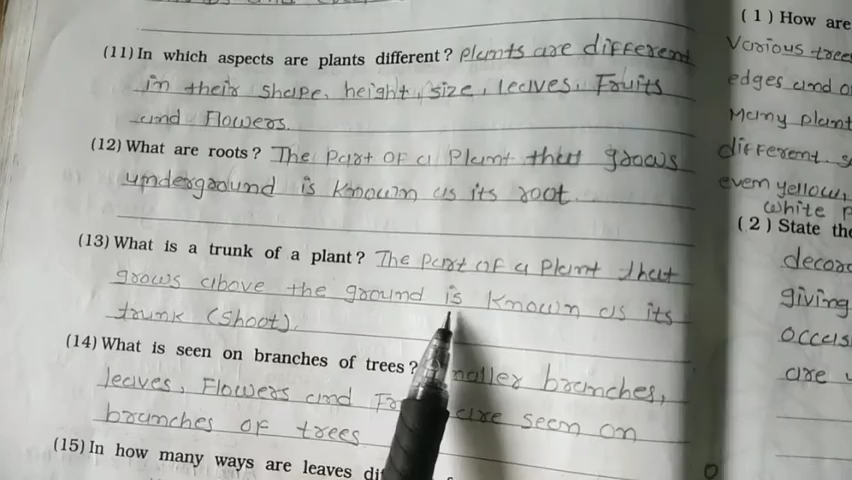 (11) In which aspects are plants different? Plants are different
in their shape, height, size, leaves, Fruits
and Flowers.
(12) What are roots? The part of a plant that grows
underground is known as its root.
(13) What is a trunk of a plant? The part of a plant that
grows above the ground is known as its
trunk (shoot).
(14) What is seen on branches of trees? branches,
leaves, Flowers and are seen on
branches of trees
(15) In how many ways are leaves
(1) How are
Various
edges and
Many plant
different
even yellow,
white
(2) State the
giving
are